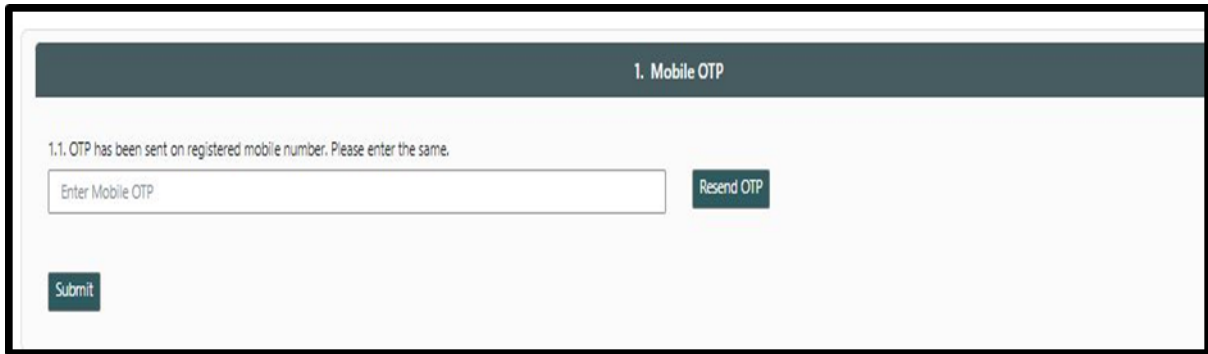 1. Mobile OTP
1.1. OTP has been sent on registered mobile number. Please enter the same.
Enter Mobile OTP
Resend OTP
Submit